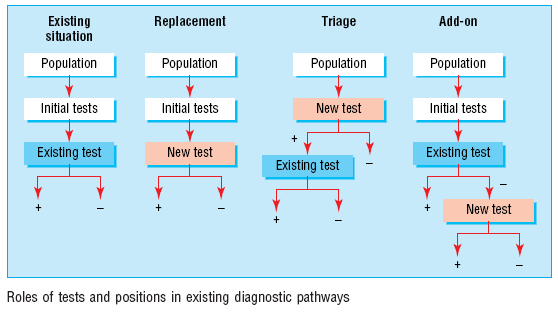 Existing
situation
Replacement
Triage
Add-on
Population
Population
Population
Population
Initial tests
Initial tests
New test
Initial tests
+
–
Existing test
New test
Existing test
Existing test
+
–
+
–
+
–
+
–
New test
+
–
Roles of tests and positions in existing diagnostic pathways